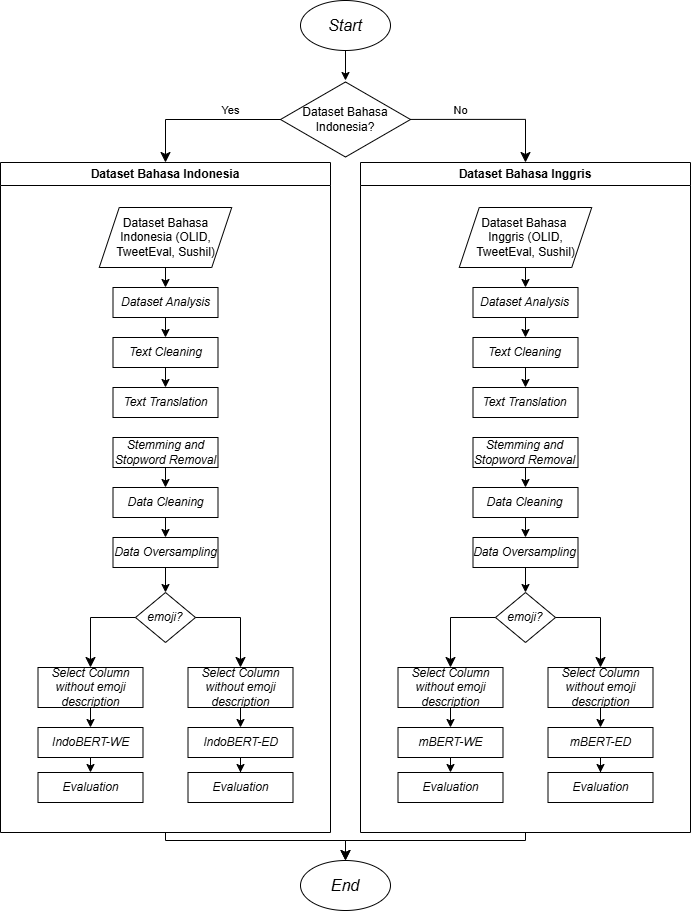 Start
Dataset Bahasa
Indonesia?
Yes
No
Dataset Bahasa Indonesia
Dataset Bahasa
Indonesia (OLID,
TweetEval, Sushil)
Dataset Analysis
Text Cleaning
Text Translation
Stemming and
Stopword Removal
Data Cleaning
Data Oversampling
emoji?
Select Column
without emoji
description
Select Column
without emoji
description
IndoBERT-WE
IndoBERT-ED
Evaluation
Evaluation
Dataset Bahasa Inggris
Dataset Bahasa
Inggris (OLID,
TweetEval, Sushil)
Dataset Analysis
Text Cleaning
Text Translation
Stemming and
Stopword Removal
Data Cleaning
Data Oversampling
emoji?
Select Column
without emoji
description
Select Column
without emoji
description
mBERT-WE
mBERT-ED
Evaluation
Evaluation
End